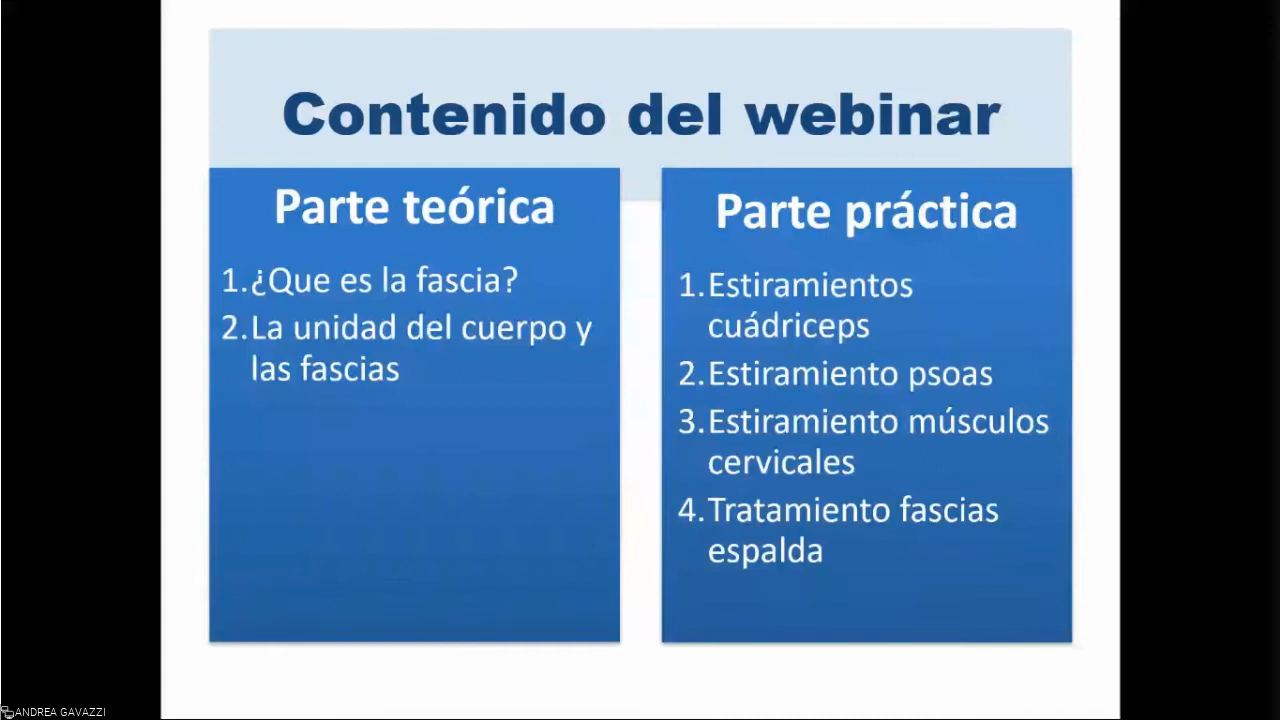 Contenido del webinar
Parte teórica
1.¿Que es la fascia?
2.La unidad del cuerpo y
las fascias
Parte práctica
1.Estiramientos
cuádriceps
2.Estiramiento psoas
3.Estiramiento músculos
cervicales
4.Tratamiento fascias
espalda
ANDREA GAVAZZI